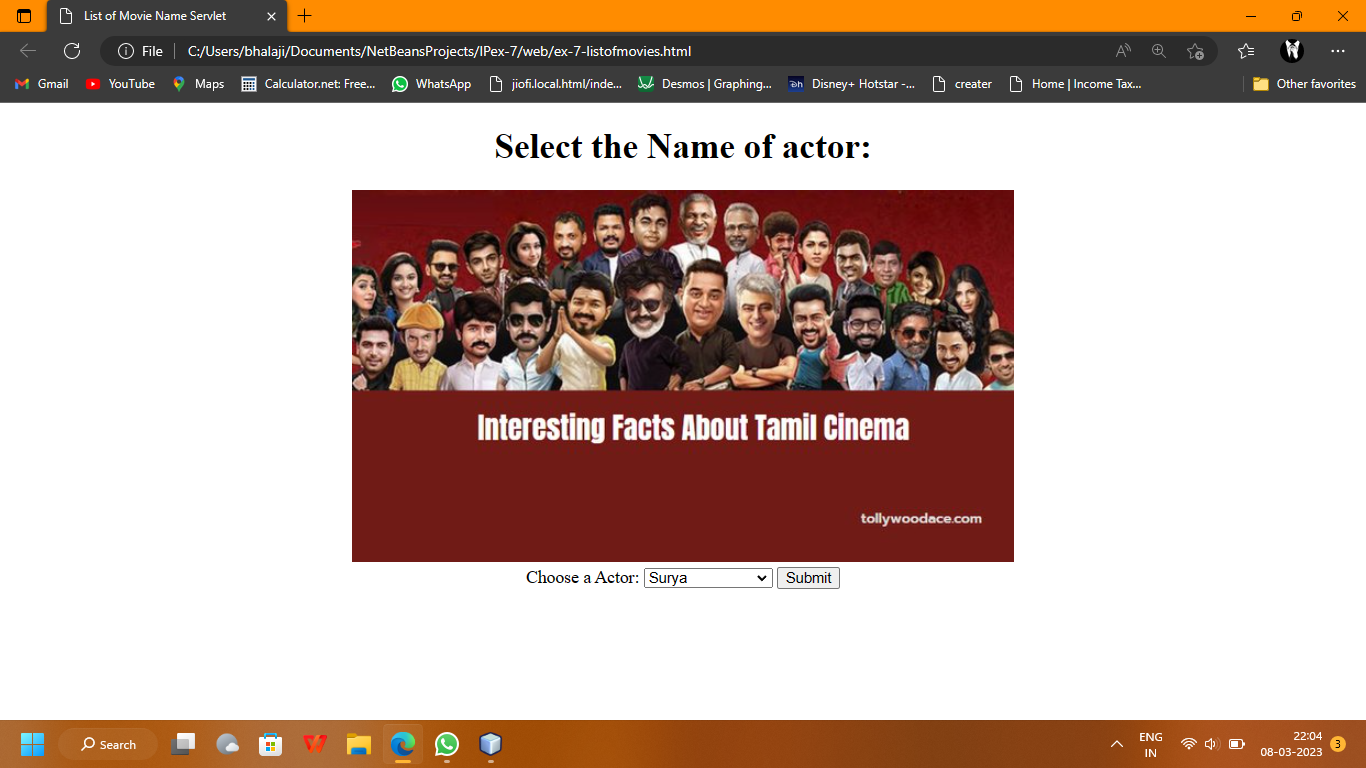 List of Movie Name Servlet
File
C:/Users/bhalaji/Documents/NetBeansProjects/IPex-7/web/ex-7-listofmovies.html
Gmail
YouTube
Maps
Calculator.net: Free...
WhatsApp
jiofi.local.html/inde...
Desmos | Graphing...
Disney+ Hotstar -...
creater
Home | Income Tax...
Other favorites
Select the Name of actor:
Interesting Facts About Tamil Cinema
tollywoodace.com
Choose a Actor: Surya Submit
Search
ENG
IN
22:04
08-03-2023
3